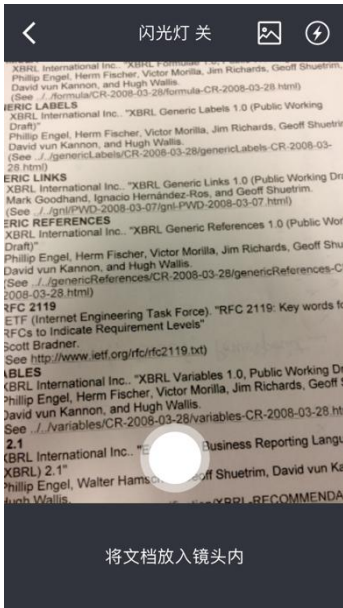 闪光灯 关
XBRL International Inc.. "XBRL Formulae 1.0, Public
Phillip Engel, Herm Fischer, Victor Morilla, Jim Richards, Geoff Shuetrim,
David vun Kannon, and Hugh Wallis.
(See ../../formula/CR-2008-03-28/formula-CR-2008-03-28.html)
ERIC LABELS
XBRL International Inc.. "XBRL Generic Labels 1.0 (Public Working
Draft)"
Phillip Engel, Herm Fischer, Victor Morilla, Jim Richards, Geoff Shuetrim
David vun Kannon, and Hugh Wallis.
(See ../../genericLabels/CR-2008-03-28/genericLabels-CR-2008-03-
28.html)
ERIC LINKS
XBRL International Inc.. "XBRL Generic Links 1.0 (Public Working Dra
Mark Goodhand, Ignacio Hernández-Ros, and Geoff Shuetrim.
(See ../../gnl/PWD-2008-03-07/gnl-PWD-2008-03-07.html)
ERIC REFERENCES
XBRL International Inc.. "XBRL Generic References 1.0 (Public Wor
Draft)"
Phillip Engel, Herm Fischer, Victor Morilla, Jim Richards, Geoff Shu
David vun Kannon, and Hugh Wallis.
(See ../../genericReferences/CR-2008-03-28/genericReferences-C
2008-03-28.html)
RFC 2119
IETF (Internet Engineering Task Force). "RFC 2119: Key words fo
RFCs to Indicate Requirement Levels"
Scott Bradner.
See http://www.ietf.org/rfc/rfc2119.txt)
ABLES
XBRL International Inc.. "XBRL Variables 1.0, Public Working D
Phillip Engel, Herm Fischer, Victor Morilla, Jim Richards, Geoff S
David vun Kannon, and Hugh Wallis.
See ../../variables/CR-2008-03-28/variables-CR-2008-03-28.ht
2.1
XBRL International Inc.. "E Business Reporting Langu
XBRL) 2.1"
Phillip Engel, Walter Hamsc eoff Shuetrim, David vun Ka
Hugh Wallis.
XBRL-RECOMMENDA
将文档放入镜头内